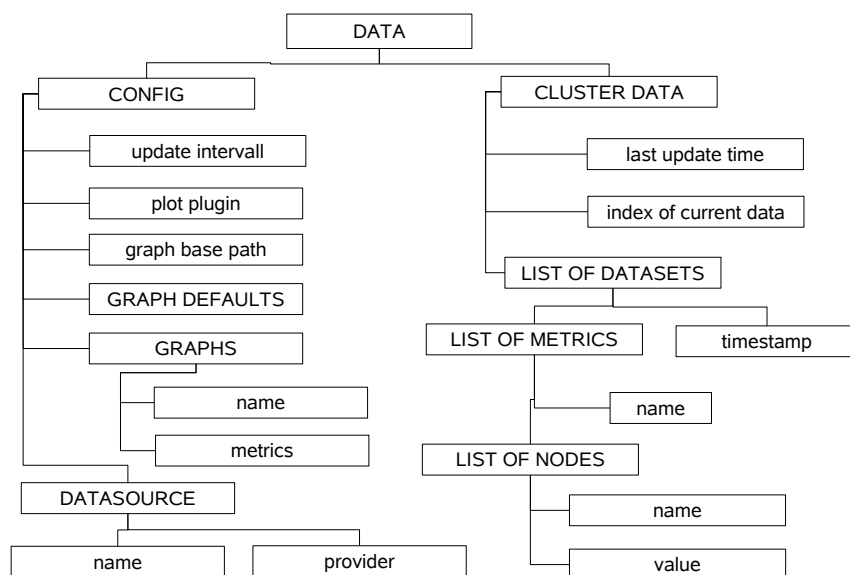 DATA
CONFIG
update intervall
plot plugin
graph base path
GRAPH DEFAULTS
GRAPHS
name
metrics
DATASOURCE
name
provider
CLUSTER DATA
last update time
index of current data
LIST OF DATASETS
LIST OF METRICS
timestamp
name
LIST OF NODES
name
value